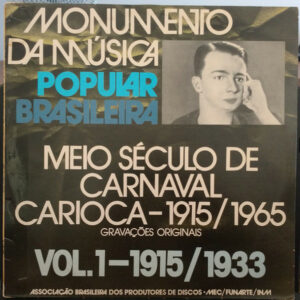 MONUMENTO
DA MÚSICA
POPULAR
BRASILEIRA
MEIO SÉCULO DE
CARNAVAL
CARIOCA-1915/1965
GRAVAÇÕES ORIGINAIS
VOL.1-1915/1933
ASSOCIAÇÃO BRASILEIRA DOS PRODUTORES DE DISCOS - MEC/FUNARTE/INM